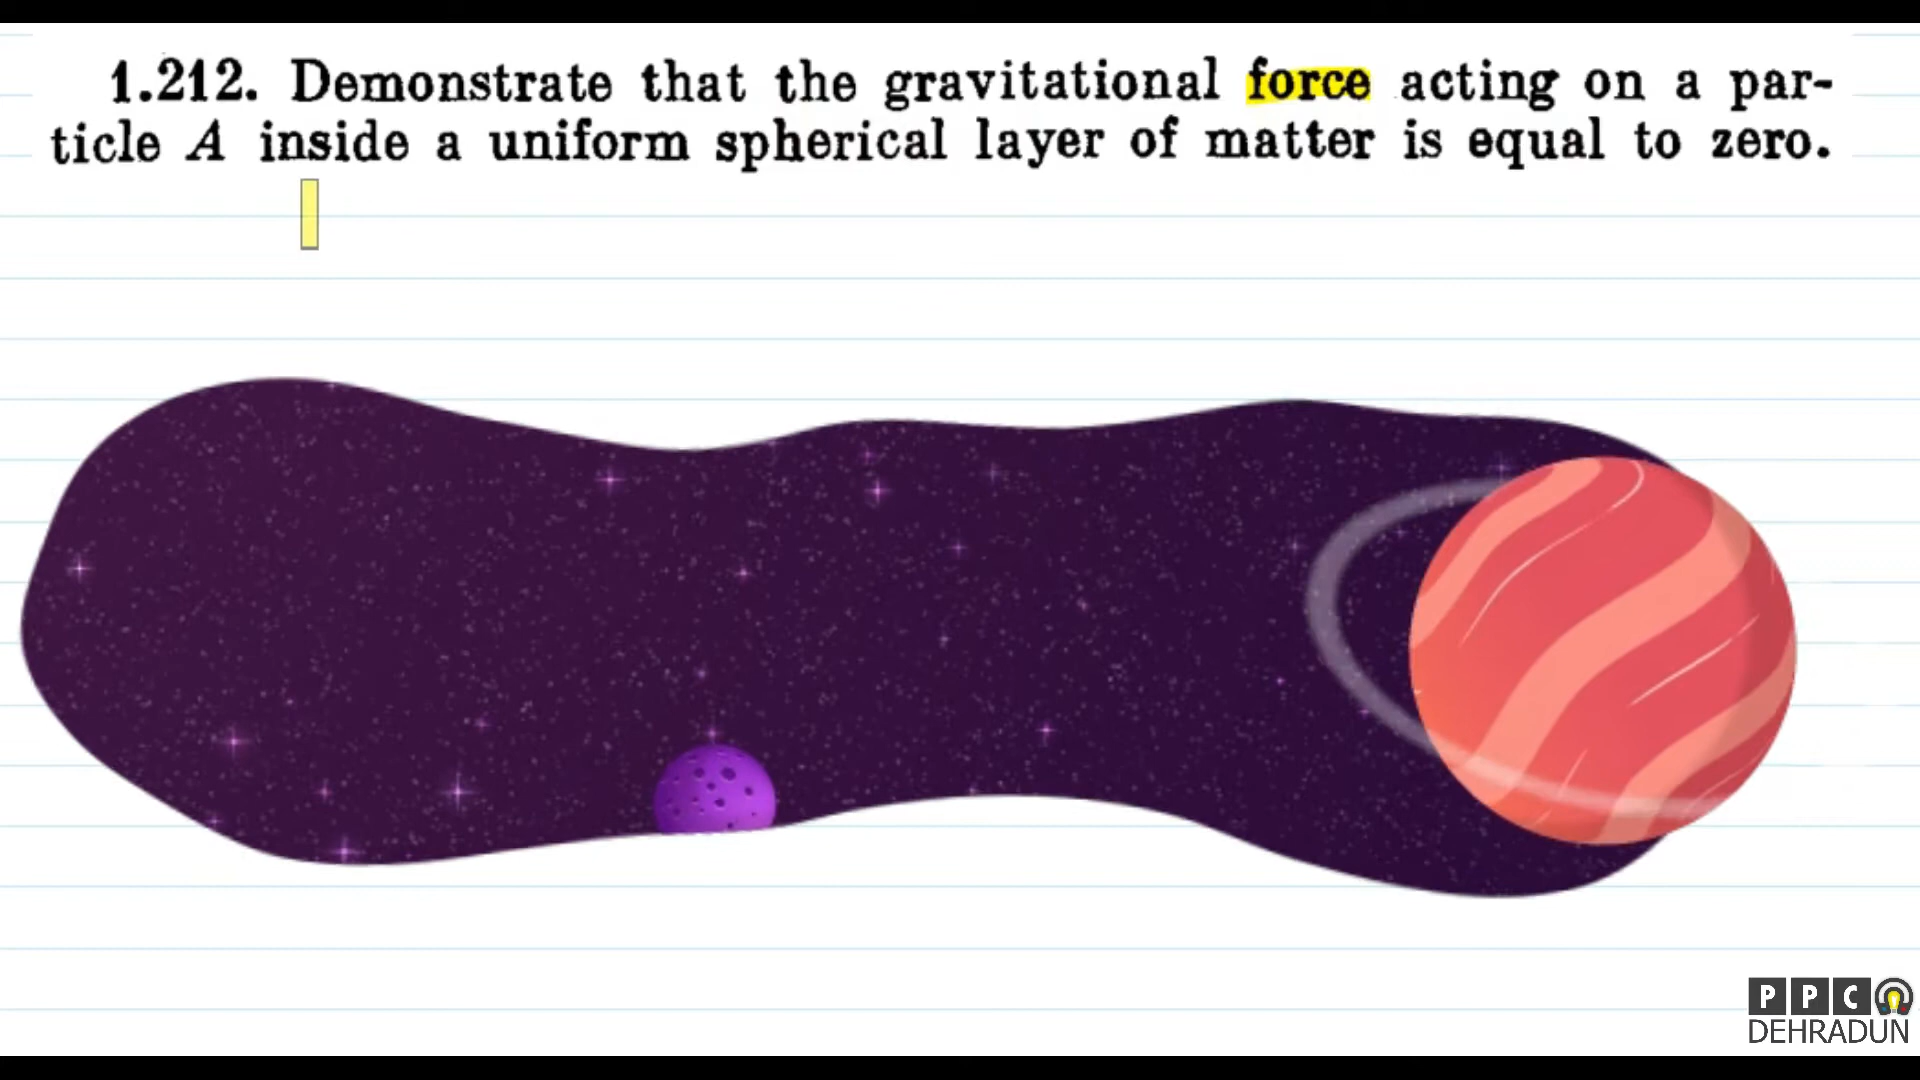 1.212. Demonstrate that the gravitational force acting on a par-
ticle A inside a uniform spherical layer of matter is equal to zero.
PPC
DEHRADUN